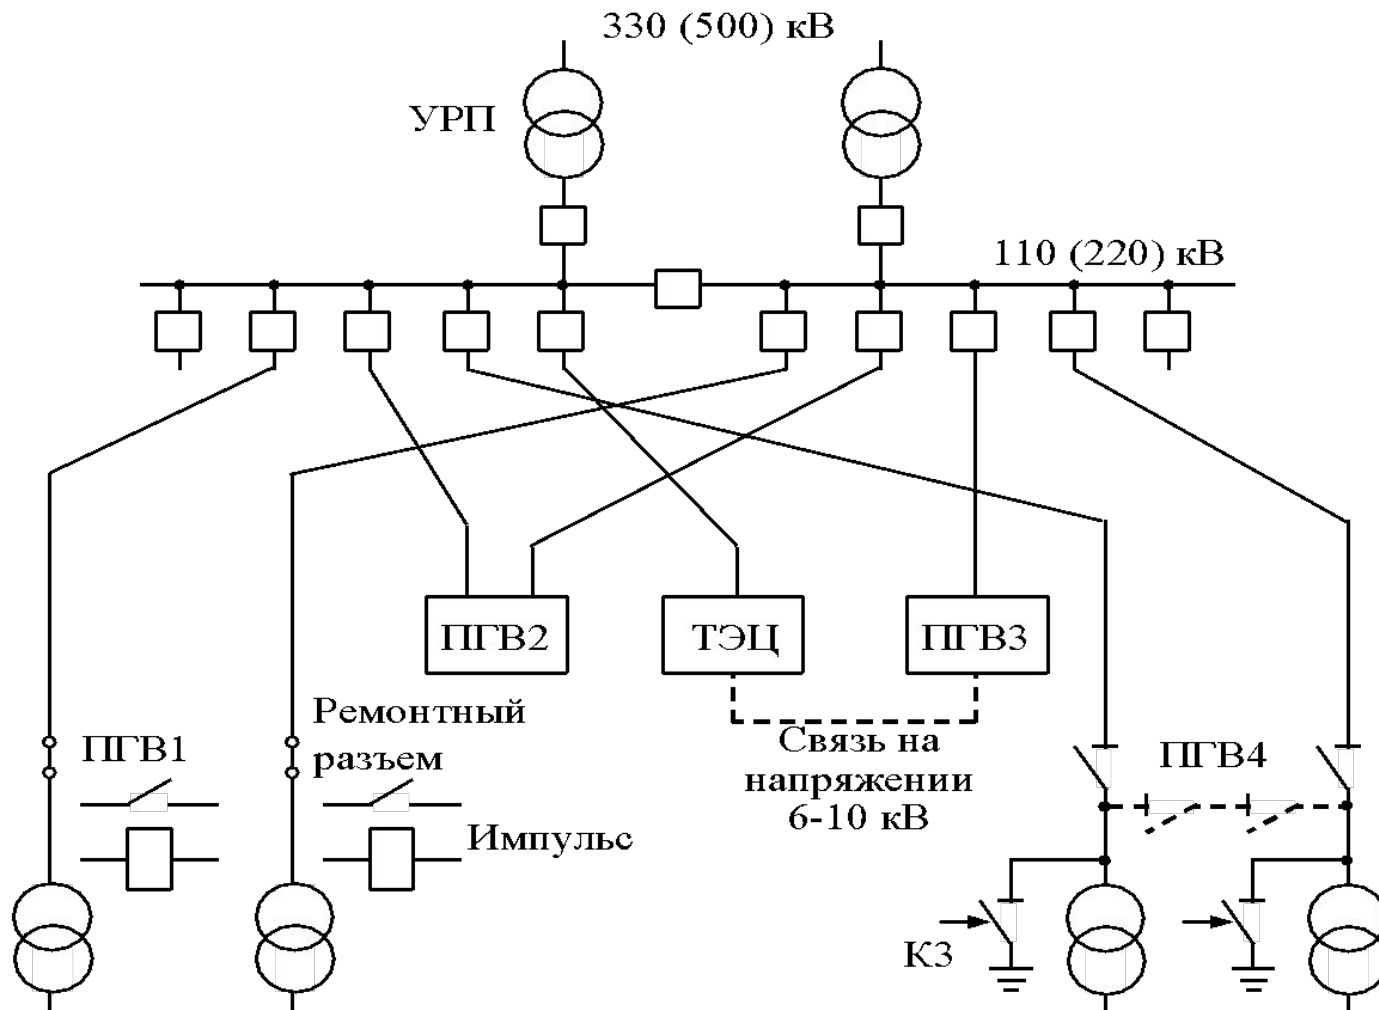 330 (500) кВ
УРП
110 (220) кВ
ПГВ2
ТЭЦ
ПГВ3
Ремонтный
разъем
ПГВ1
Связь на
напряжении
6-10 кВ
ПГВ4
Импульс
КЗ